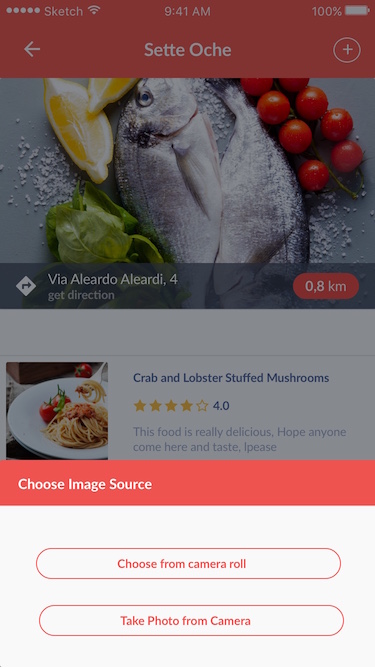 Sketch 9:41 AM 100%
Sette Oche
Via Aleardo Aleardi, 4
get direction
0,8 km
Crab and Lobster Stuffed Mushrooms
4.0
This food is really delicious, Hope anyone
come here and taste, lpease
Choose Image Source
Choose from camera roll
Take Photo from Camera